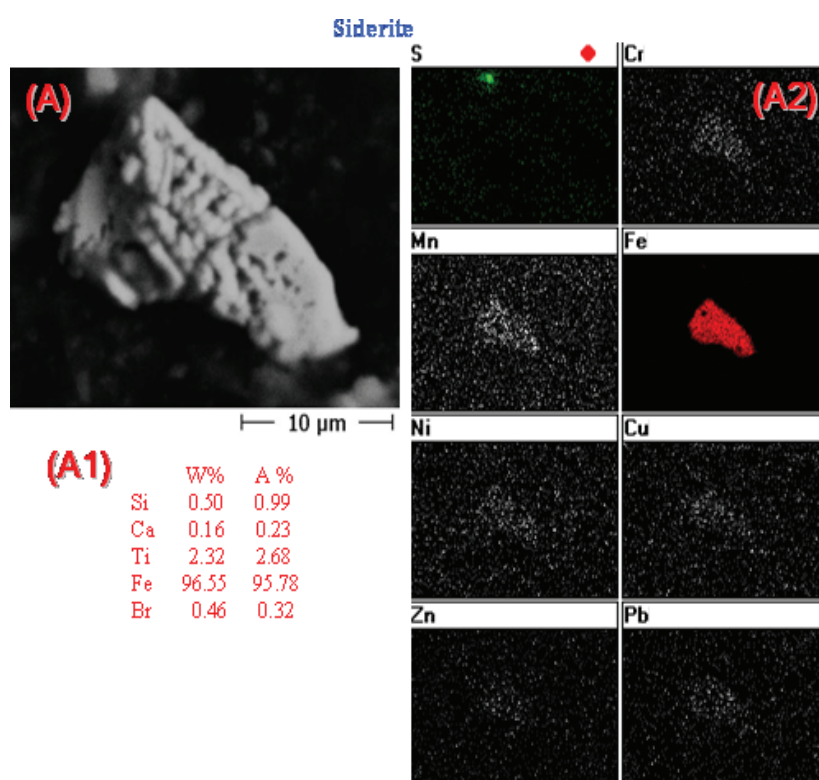 Siderite
(A)
S
Cr
(A2)
Mn
Fe
Ni
Cu
Zn
Pb
10 µm
(A1)
W% A %
Si 0.50 0.99
Ca 0.16 0.23
Ti 2.32 2.68
Fe 96.55 95.78
Br 0.46 0.32